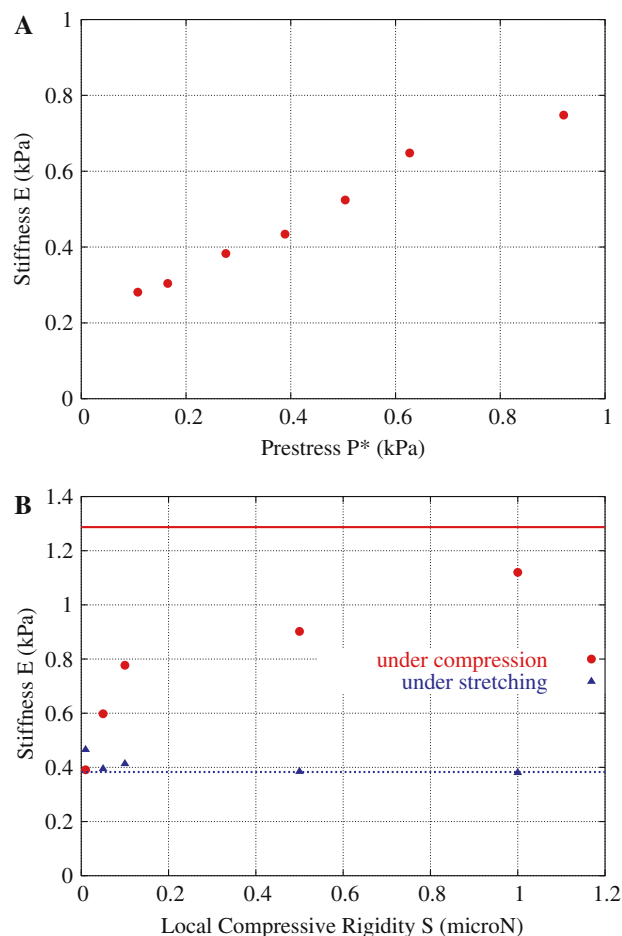 A
1
0.8
0.6
0.4
0.2
0
Stiffness E (kPa)
0 0.2 0.4 0.6 0.8 1
Prestress P* (kPa)
B
1.4
1.2
1
0.8
0.6
0.4
0.2
0
Stiffness E (kPa)
under compression
under stretching
0 0.2 0.4 0.6 0.8 1 1.2
Local Compressive Rigidity S (microN)